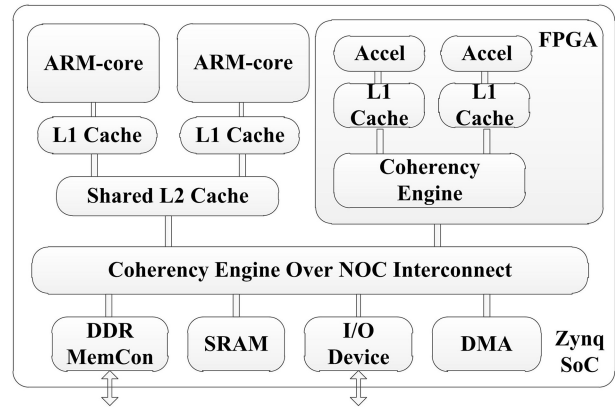 ARM-core
ARM-core
L1 Cache
L1 Cache
Shared L2 Cache
FPGA
Accel
Accel
L1
Cache
L1
Cache
Coherency
Engine
Coherency Engine Over NOC Interconnect
DDR
MemCon
SRAM
I/O
Device
DMA
Zynq
SoC